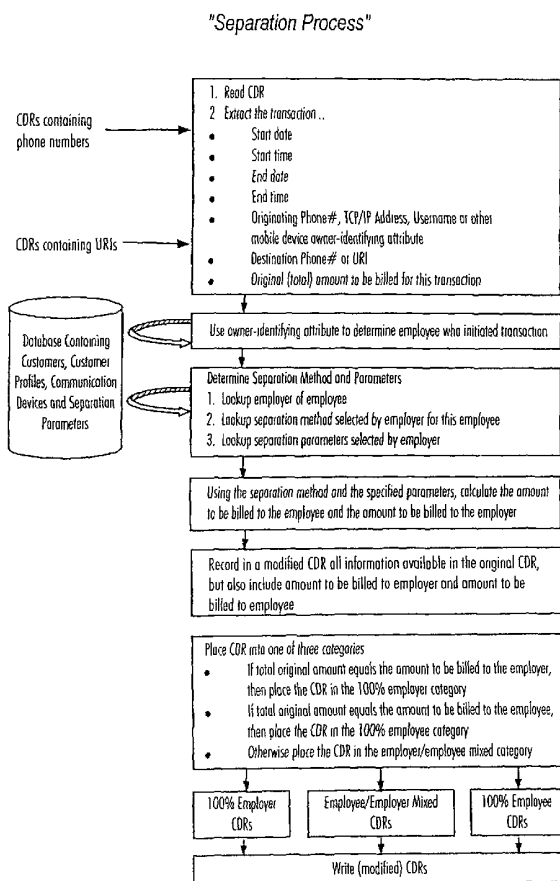 "Separation Process"
CDRs containing
phone numbers
CDRs containing URIs
1. Read CDR
2 Extract the transaction ..
• Start date
• Start time
• End date
• End time
• Originating Phone#, TCP/IP Address, Username or other
mobile device owner-identifying attribute
• Destination Phone# or URI
• Original (total) amount to be billed for this transaction
Database Containing
Customers, Customer
Profiles, Communication
Devices and Separation
Parameters
Use owner-identifying attribute to determine employee who initiated transaction
Determine Separation Method and Parameters
1. Lookup employer of employee
2. Lookup separation method selected by employer for this employee
3. Lookup separation parameters selected by employer
Using the separation method and the specified parameters, calculate the amount
to be billed to the employee and the amount to be billed to the employer
Record in a modified CDR all information available in the original CDR,
but also include amount to be billed to employer and amount to be
billed to employee
Place CDR into one of three categories
• If total original amount equals the amount to be billed to the employer,
then place the CDR in the 100% employer category
• If total original amount equals the amount to be billed to the employee,
then place the CDR in the 100% employee category
• Otherwise place the CDR in the employer/employee mixed category
100% Employer
CDRs
Employee/Employer Mixed
CDRs
100% Employee
CDRs
Write (modified) CDRs